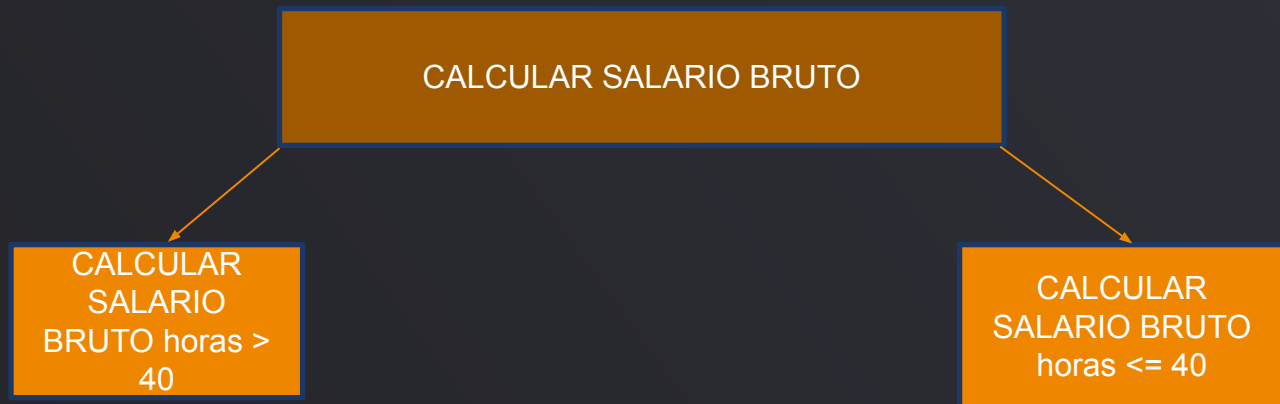 CALCULAR SALARIO BRUTO
CALCULAR
SALARIO
BRUTO horas >
40
CALCULAR
SALARIO BRUTO
horas <= 40